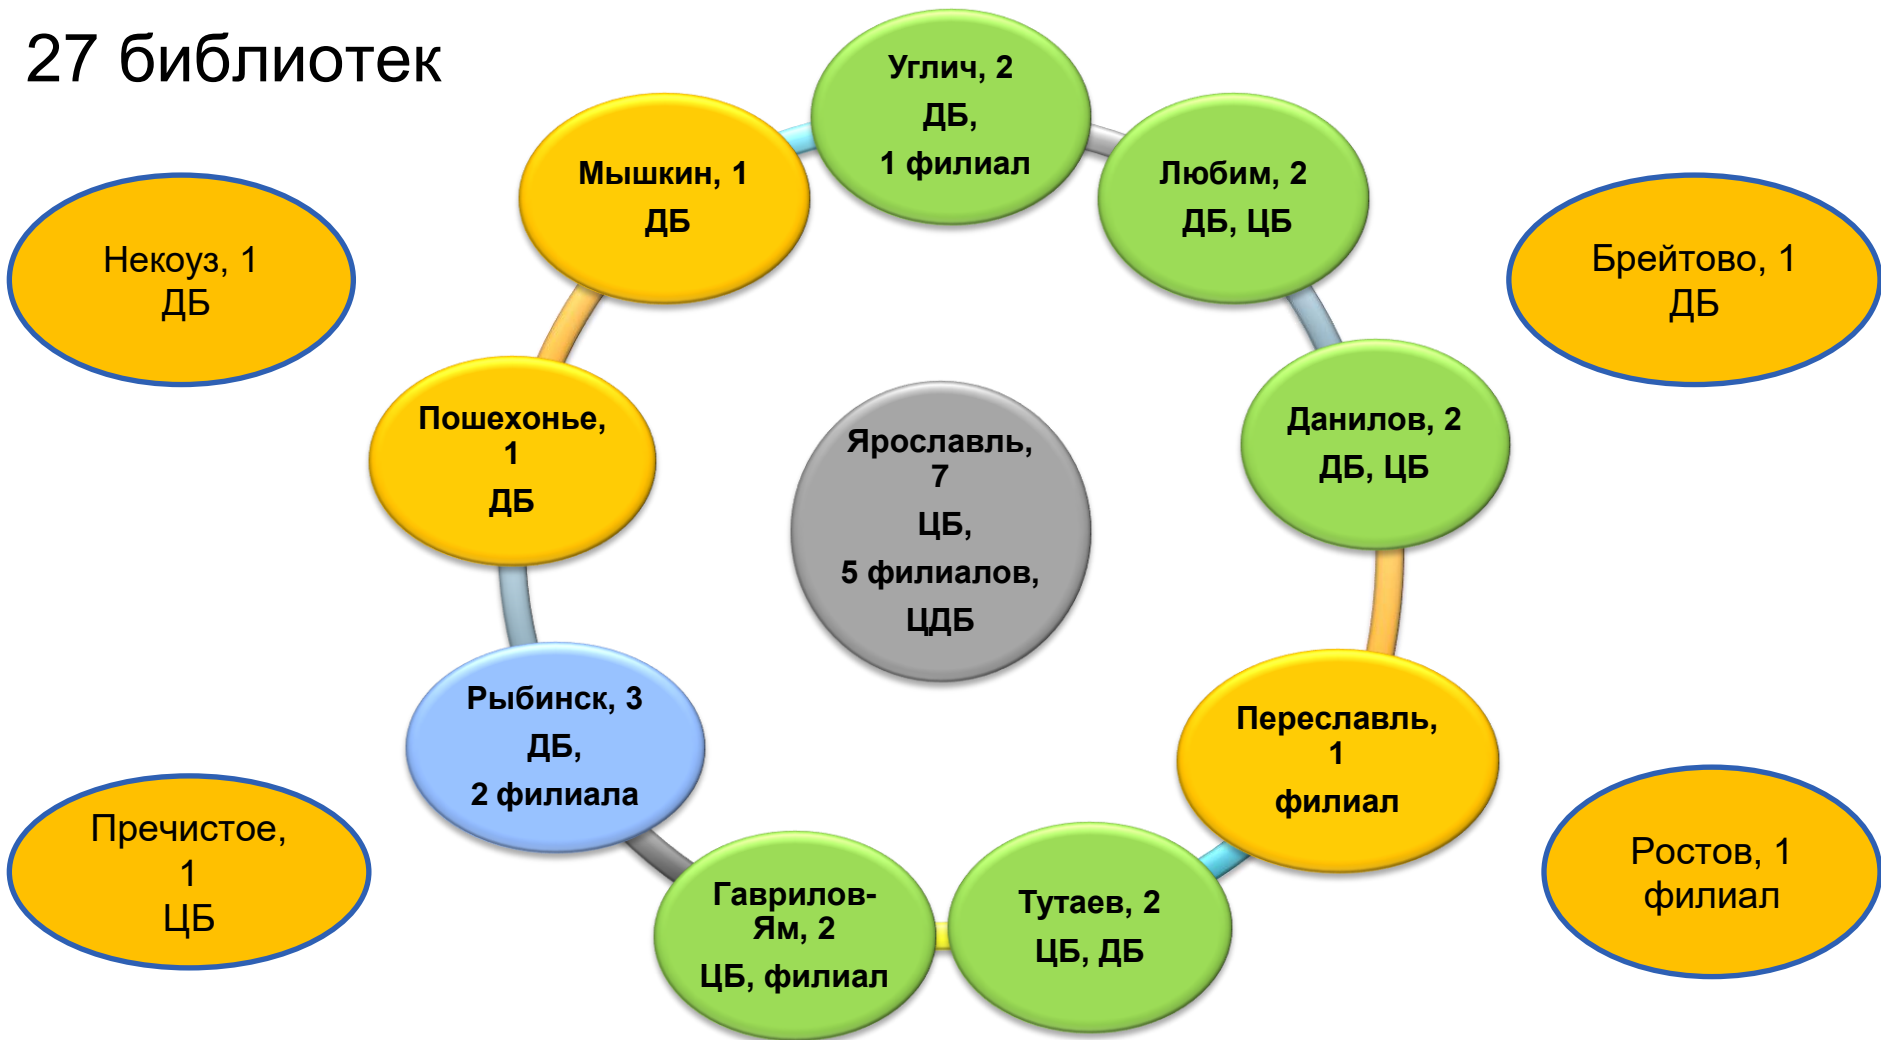 27 библиотек
Углич, 2
ДБ,
1 филиал
Мышкин, 1
ДБ
Любим, 2
ДБ, ЦБ
Некоуз, 1
ДБ
Брейтово, 1
ДБ
Пошехонье,
1
ДБ
Ярославль,
7
ЦБ,
5 филиалов,
ЦДБ
Данилов, 2
ДБ, ЦБ
Рыбинск, 3
ДБ,
2 филиала
Переславль,
1
филиал
Пречистое,
1
ЦБ
Гаврилов-
Ям, 2
ЦБ, филиал
Тутаев, 2
ЦБ, ДБ
Ростов, 1
филиал